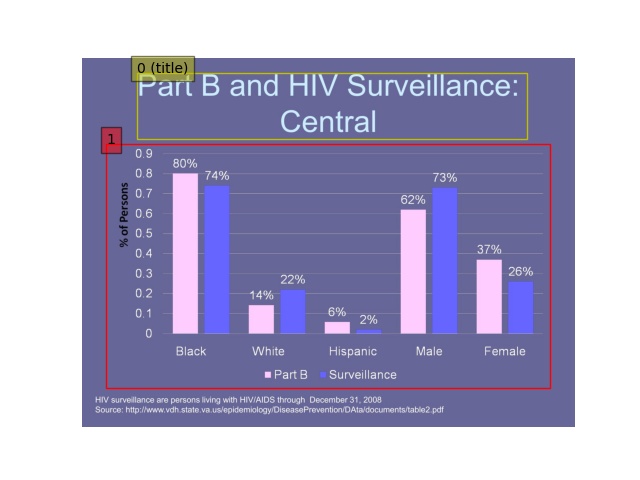 0 (title)
Part B and HIV Surveillance:
Central
1
% of Persons
0.9
0.8
0.7
0.6
0.5
0.4
0.3
0.2
0.1
0
80%
74%
14%
22%
6%
2%
62%
73%
37%
26%
Black White Hispanic Male Female
Part B Surveillance
HIV surveillance are persons living with HIV/AIDS through December 31, 2008
Source: http://www.vdh.state.va.us/epidemiology/DiseasePrevention/DAta/documents/table2.pdf